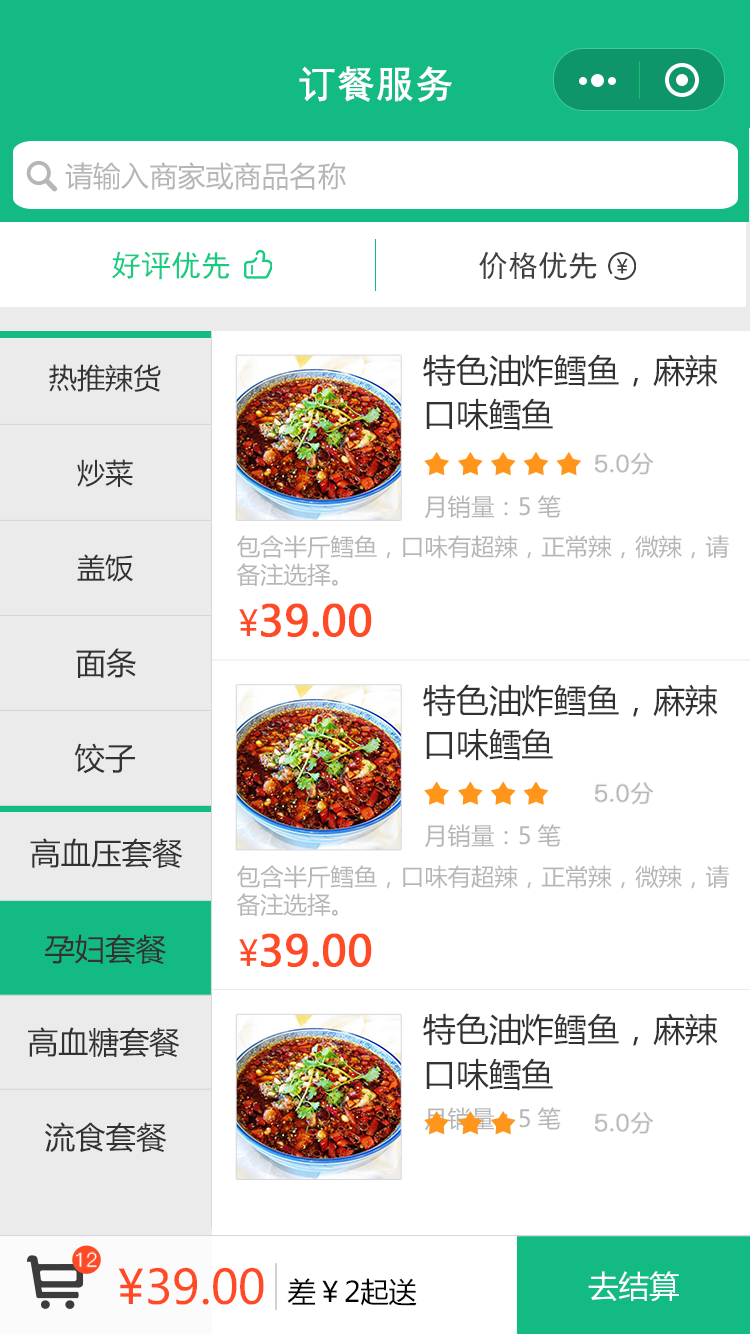 订餐服务
请输入商家或商品名称
好评优先
价格优先
热推辣货
炒菜
盖饭
面条
饺子
高血压套餐
孕妇套餐
高血糖套餐
流食套餐
特色油炸鳕鱼，麻辣
口味鳕鱼
5.0分
月销量：5 笔
包含半斤鳕鱼，口味有超辣，正常辣，微辣，请
备注选择。
¥39.00
特色油炸鳕鱼，麻辣
口味鳕鱼
5.0分
月销量：5 笔
包含半斤鳕鱼，口味有超辣，正常辣，微辣，请
备注选择。
¥39.00
特色油炸鳕鱼，麻辣
口味鳕鱼
月销量：5 笔 5.0分
12
¥39.00
差¥2起送
去结算